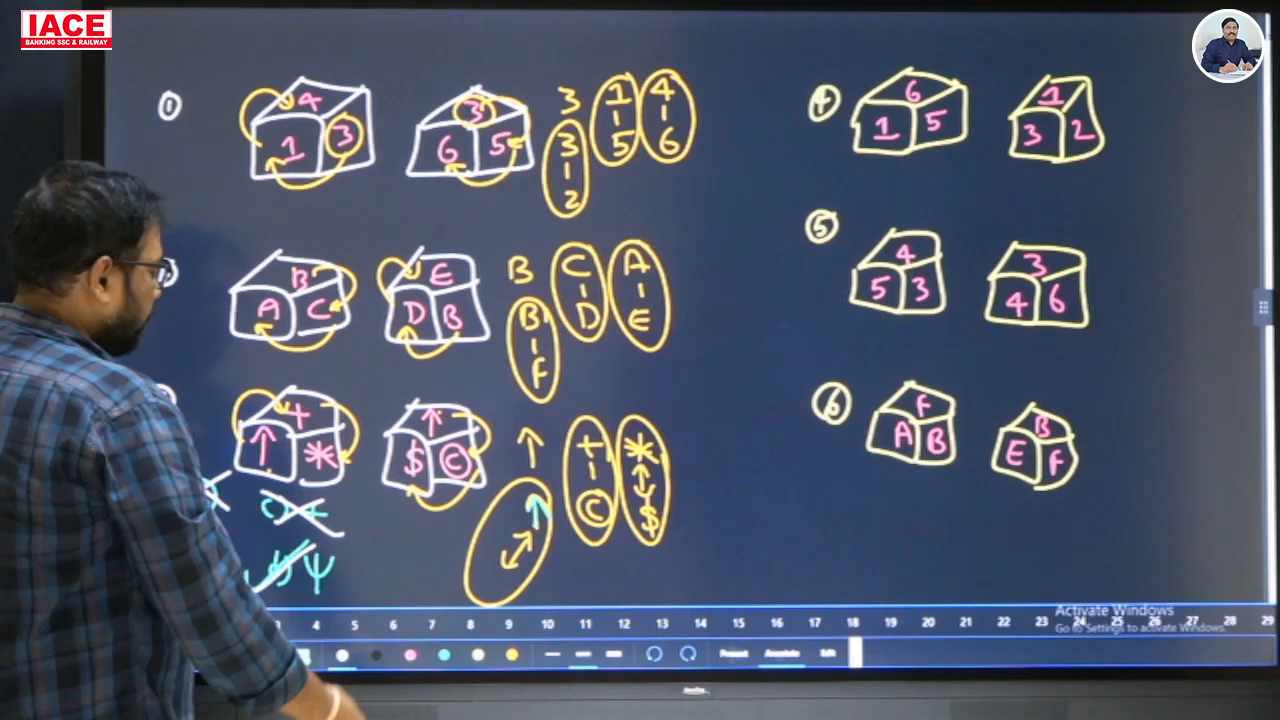 IACE
BANKING SSC & RAILWAY
1
4
1 3
3
6 5
3
3
2
1
5
4
6
B
A C
E
D B
B
B
F
C
D
A
E
+
↑ *
↑
$ ©
↑
↑
+
©
*
$
Ψ
4
6
1 5
1
3 2
5
4
5 3
3
4 6
6
F
A B
B
E F
Activate Windows
Go to Settings to activate Windows.
3 4 5 6 7 8 9 10 11 12 13 14 15 16 17 18 19 20 21 22 23 24 25 26 27 28 29